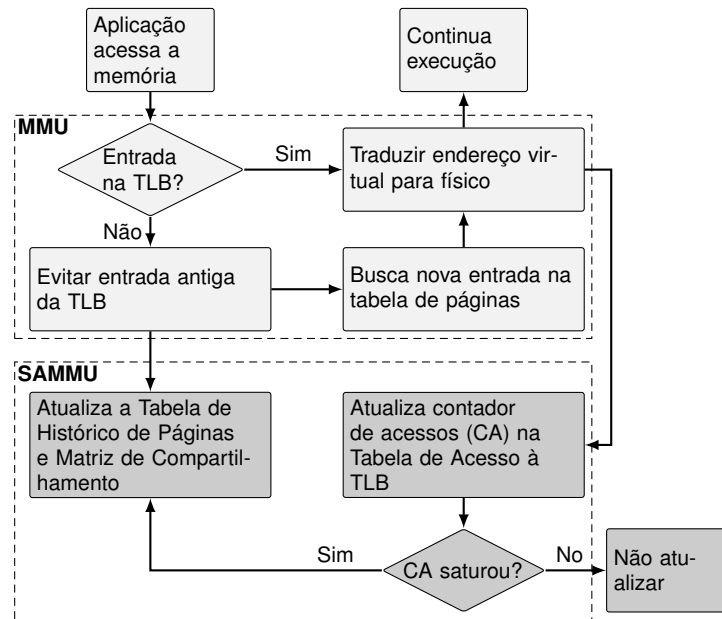 Aplicação
acessa a
memória
Continua
execução
MMU
Entrada
na TLB?
Sim
Traduzir endereço vir-
tual para físico
Não
Evitar entrada antiga
da TLB
Busca nova entrada na
tabela de páginas
SAMMU
Atualiza a Tabela de
Histórico de Páginas
e Matriz de Compartil-
hamento
Atualiza contador
de acessos (CA) na
Tabela de Acesso à
TLB
Sim
CA saturou?
No
Não atu-
alizar